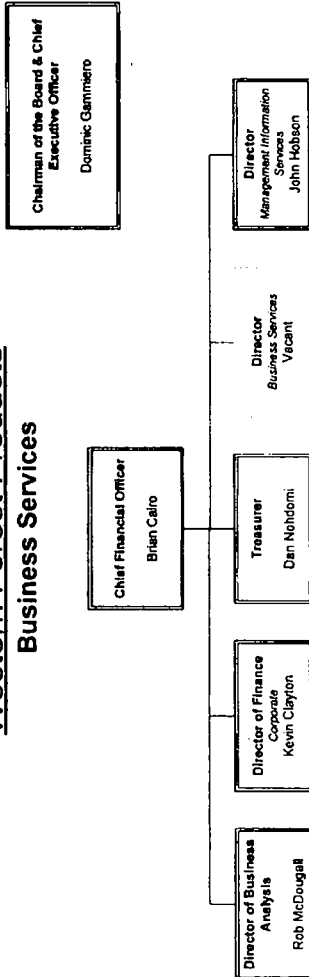 Business Services
Chairman of the Board & Chief
Executive Officer
Dominic Gammiero
Chief Financial Officer
Brian Cairo
Director of Business
Analysis
Rob McDougall
Director of Finance
Corporate
Kevin Clayton
Treasurer
Dan Nohdomi
Director
Business Services
Vacant
Director
Management Information
Services
John Hobson